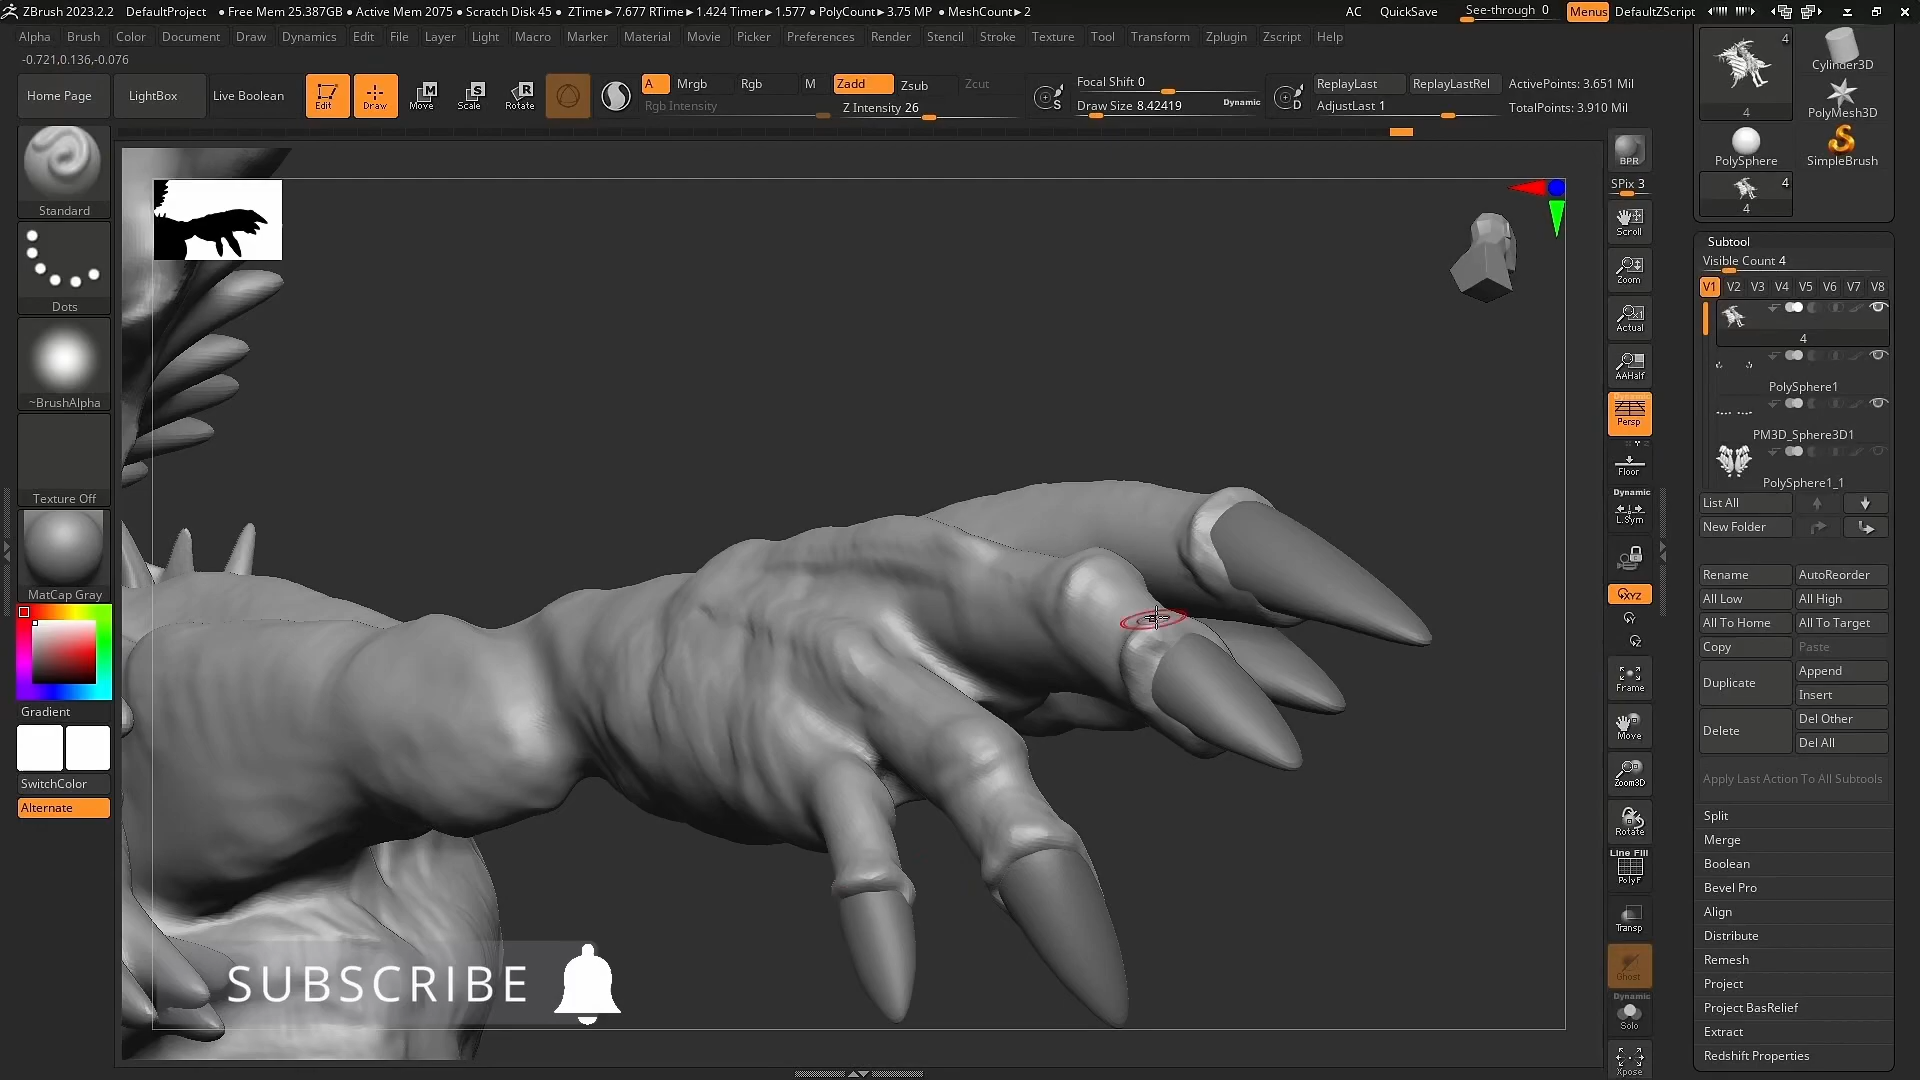 ZBrush 2023.2.2 DefaultProject ● Free Mem 25.387GB ● Active Mem 2075 ● Scratch Disk 45 ● ZTime►7.677 RTime►1.424 Timer►1.577 ● PolyCount►3.75 MP ● MeshCount►2 AC QuickSave See-through 0 Menus DefaultZScript
Alpha Brush Color Document Draw Dynamics Edit File Layer Light Macro Marker Material Movie Picker Preferences Render Stencil Stroke Texture Tool Transform Zplugin Zscript Help
-0.721,0.136,-0.076
Home Page LightBox Live Boolean Edit Draw Move Scale Rotate
A Mrgb Rgb M Zadd Zsub Zcut
Rgb Intensity Z Intensity 26
Focal Shift 0
Draw Size 8.42419 Dynamic
ReplayLast ReplayLastRel ActivePoints: 3.651 Mil
AdjustLast 1 TotalPoints: 3.910 Mil
Standard
Dots
~BrushAlpha
Texture Off
MatCap Gray
Gradient
SwitchColor
Alternate
SUBSCRIBE
BPR
SPix 3
Scroll
Zoom
Actual
AAHalf
Dynamic
Persp
Floor
Dynamic
L.Sym
XYZ
Frame
Move
Zoom3D
Rotate
Line Fill
PolyF
Transp
Ghost
Dynamic
Solo
Xpose
4
4
Cylinder3D
PolyMesh3D
PolySphere SimpleBrush
4
4
Subtool
Visible Count 4
V1 V2 V3 V4 V5 V6 V7 V8
4
PolySphere1
PM3D_Sphere3D1
PolySphere1_1
List All
New Folder
Rename AutoReorder
All Low All High
All To Home All To Target
Copy Paste
Duplicate Append
Insert
Delete Del Other
Del All
Apply Last Action To All Subtools
Split
Merge
Boolean
Bevel Pro
Align
Distribute
Remesh
Project
Project BasRelief
Extract
Redshift Properties